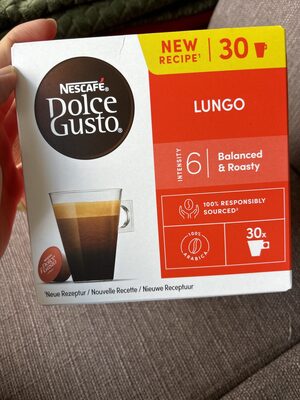 NEW
RECIPE¹
30
NESCAFÉ®
Dolce
Gusto®
LUNGO
INTENSITY
6
Balanced
& Roasty
100% RESPONSIBLY
SOURCED²
100%
ARABICA
30x
¹Neue Rezeptur / Nouvelle Recette / Nieuwe Receptuur